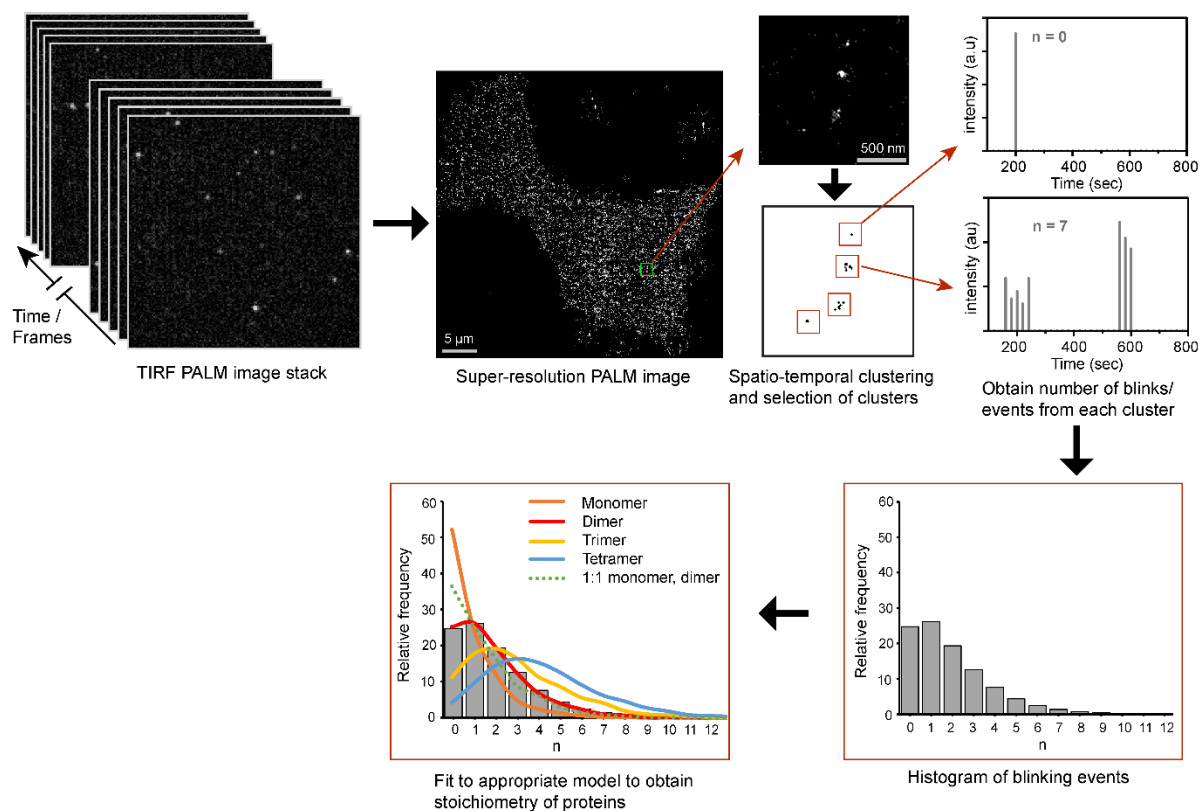 Time /
Frames
TIRF PALM image stack
5 µm
Super-resolution PALM image
500 nm
Spatio-temporal clustering
and selection of clusters
intensity (a.u)
n = 0
200 400 600 800
Time (sec)
intensity (au)
n = 7
200 400 600 800
Time (sec)
Obtain number of blinks/
events from each cluster
Relative frequency
60
50
40
30
20
10
0
Monomer
Dimer
Trimer
Tetramer
1:1 monomer, dimer
0 1 2 3 4 5 6 7 8 9 10 11 12
n
Fit to appropriate model to obtain
stoichiometry of proteins
Relative frequency
60
50
40
30
20
10
0
0 1 2 3 4 5 6 7 8 9 10 11 12
n
Histogram of blinking events